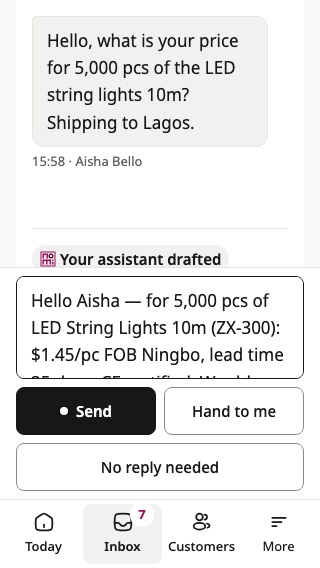 Hello, what is your price
for 5,000 pcs of the LED
string lights 10m?
Shipping to Lagos.
15:58 · Aisha Bello
Your assistant drafted
Hello Aisha — for 5,000 pcs of
LED String Lights 10m (ZX-300):
$1.45/pc FOB Ningbo, lead time
Send
Hand to me
No reply needed
7
Today
Inbox
Customers
More